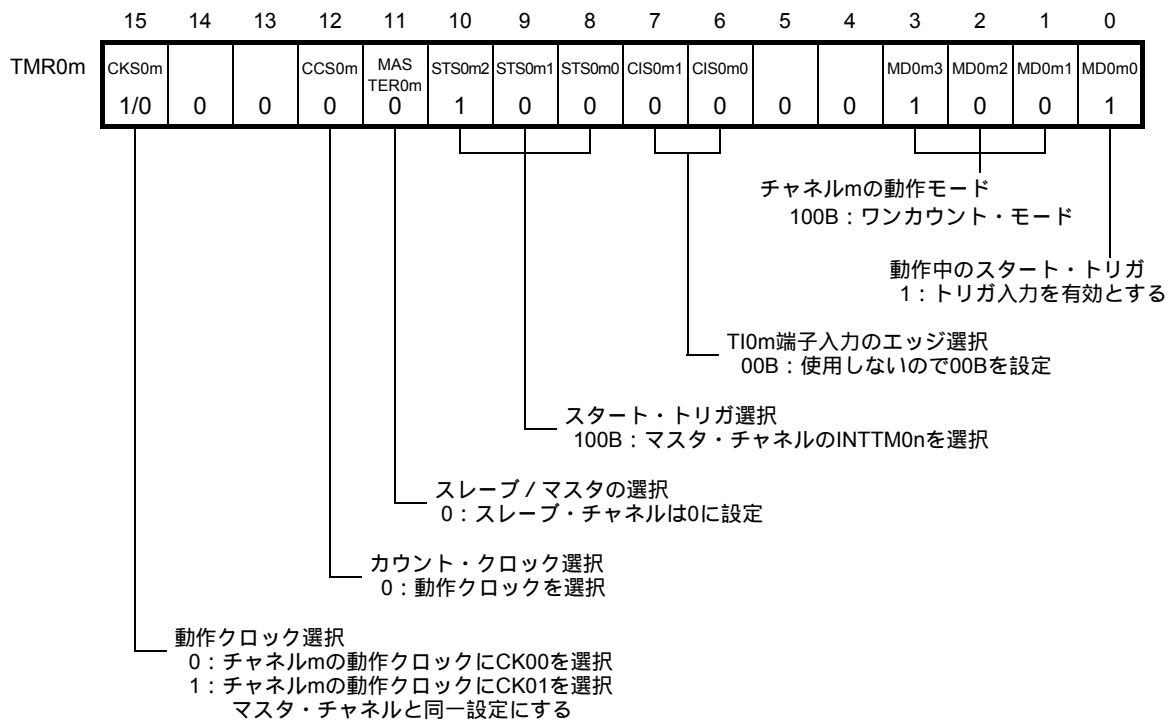 15 14 13 12 11 10 9 8 7 6 5 4 3 2 1 0
TMR0m CKS0m CCS0m MAS TER0m STS0m2 STS0m1 STS0m0 CIS0m1 CIS0m0 MD0m3 MD0m2 MD0m1 MD0m0
1/0 0 0 0 0 1 0 0 0 0 0 0 1 0 0 1
チャネルmの動作モード
100B：ワンカウント・モード
動作中のスタート・トリガ
1：トリガ入力を有効とする
TI0m端子入力のエッジ選択
00B：使用しないので00Bを設定
スタート・トリガ選択
100B：マスタ・チャネルのINTTM0nを選択
スレーブ／マスタの選択
0：スレーブ・チャネルは0に設定
カウント・クロック選択
0：動作クロックを選択
動作クロック選択
0：チャネルmの動作クロックにCK00を選択
1：チャネルmの動作クロックにCK01を選択
マスタ・チャネルと同一設定にする